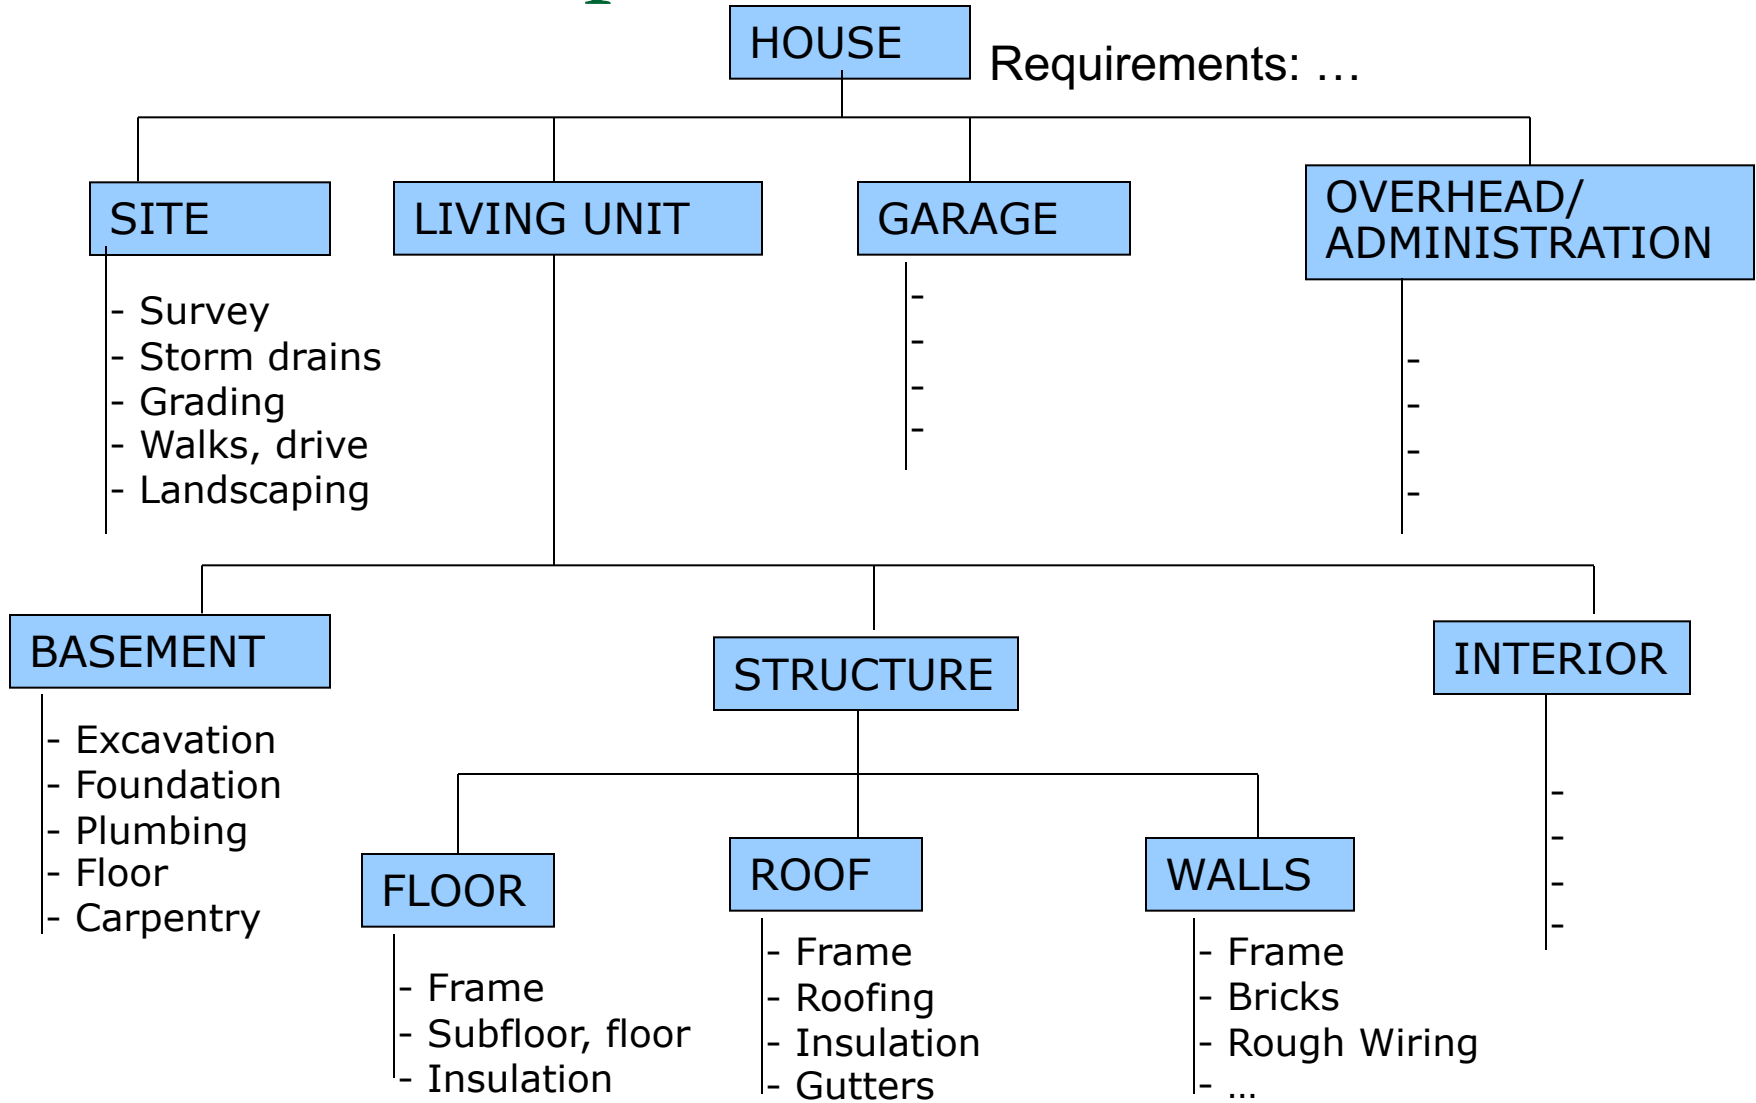 HOUSE
Requirements: …
SITE
LIVING UNIT
GARAGE
OVERHEAD/
ADMINISTRATION
- Survey
- Storm drains
- Grading
- Walks, drive
- Landscaping
-
-
-
-
-
-
-
-
BASEMENT
STRUCTURE
INTERIOR
- Excavation
- Foundation
- Plumbing
- Floor
- Carpentry
-
-
-
-
FLOOR
ROOF
WALLS
- Frame
- Subfloor, floor
- Insulation
- Frame
- Roofing
- Insulation
- Gutters
- Frame
- Bricks
- Rough Wiring
- …